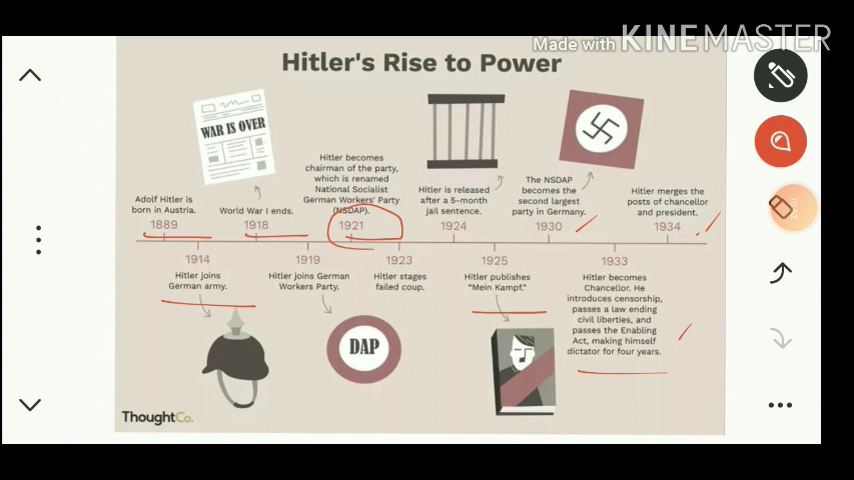 Made with KINEMASTER
Hitler's Rise to Power
WAR IS OVER
Adolf Hitler is
born in Austria.
1889
World War I ends.
1918
Hitler becomes
chairman of the party,
which is renamed
National Socialist
German Workers' Party
(NSDAP).
1921
Hitler is released
after a 5-month
jail sentence.
1924
The NSDAP
becomes the
second largest
party in Germany.
1930
Hitler merges the
posts of chancellor
and president.
1934
1914
Hitler joins
German army.
1919
Hitler joins German
Workers Party.
DAP
1923
Hitler stages
failed coup.
1925
Hitler publishes
"Mein Kampf."
1933
Hitler becomes
Chancellor. He
introduces censorship,
passes a law ending
civil liberties, and
passes the Enabling
Act, making himself
dictator for four years.
ThoughtCo.